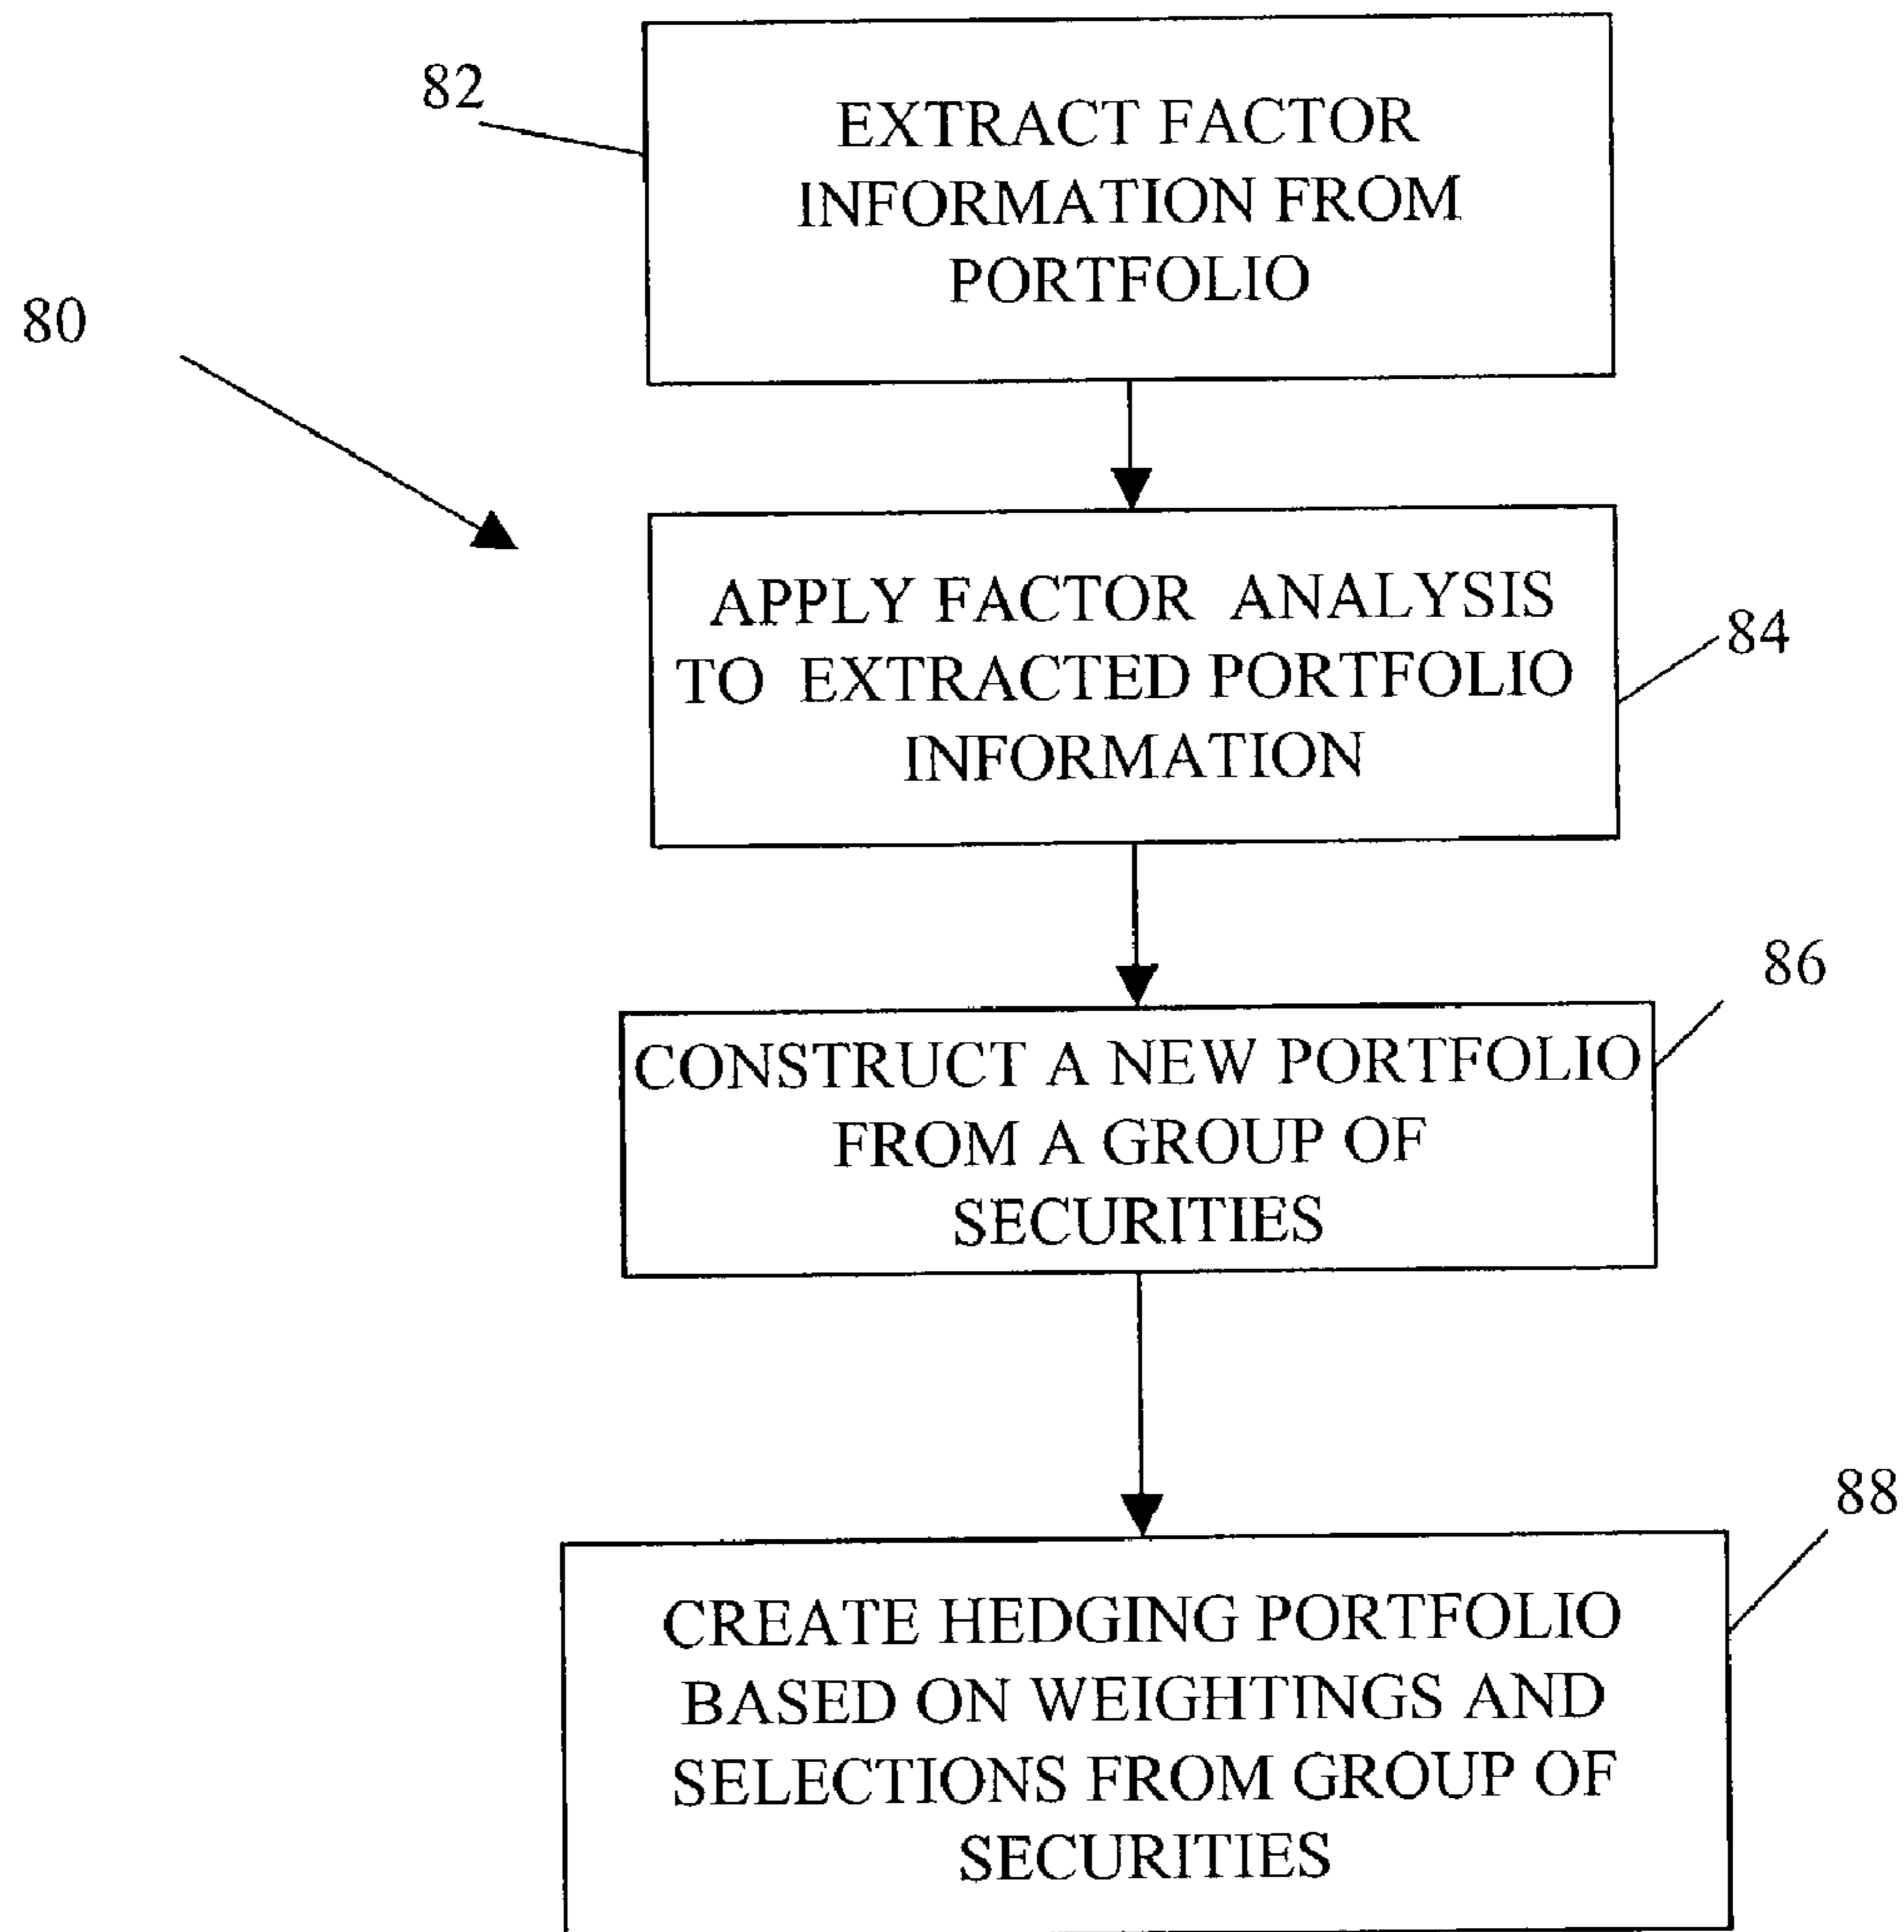 82
EXTRACT FACTOR
INFORMATION FROM
PORTFOLIO
80
APPLY FACTOR ANALYSIS
TO EXTRACTED PORTFOLIO
INFORMATION
84
86
CONSTRUCT A NEW PORTFOLIO
FROM A GROUP OF
SECURITIES
88
CREATE HEDGING PORTFOLIO
BASED ON WEIGHTINGS AND
SELECTIONS FROM GROUP OF
SECURITIES